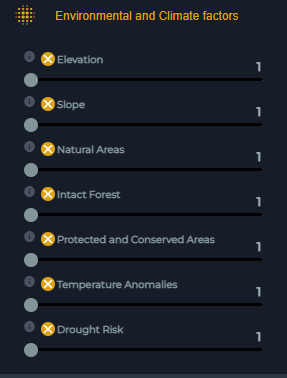 Environmental and Climate factors
Elevation
1
Slope
1
Natural Areas
1
Intact Forest
1
Protected and Conserved Areas
1
Temperature Anomalies
1
Drought Risk
1